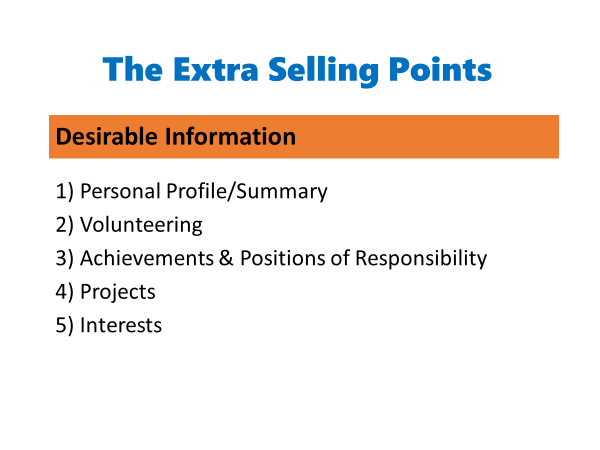 The Extra Selling Points
Desirable Information
1) Personal Profile/Summary
2) Volunteering
3) Achievements & Positions of Responsibility
4) Projects
5) Interests